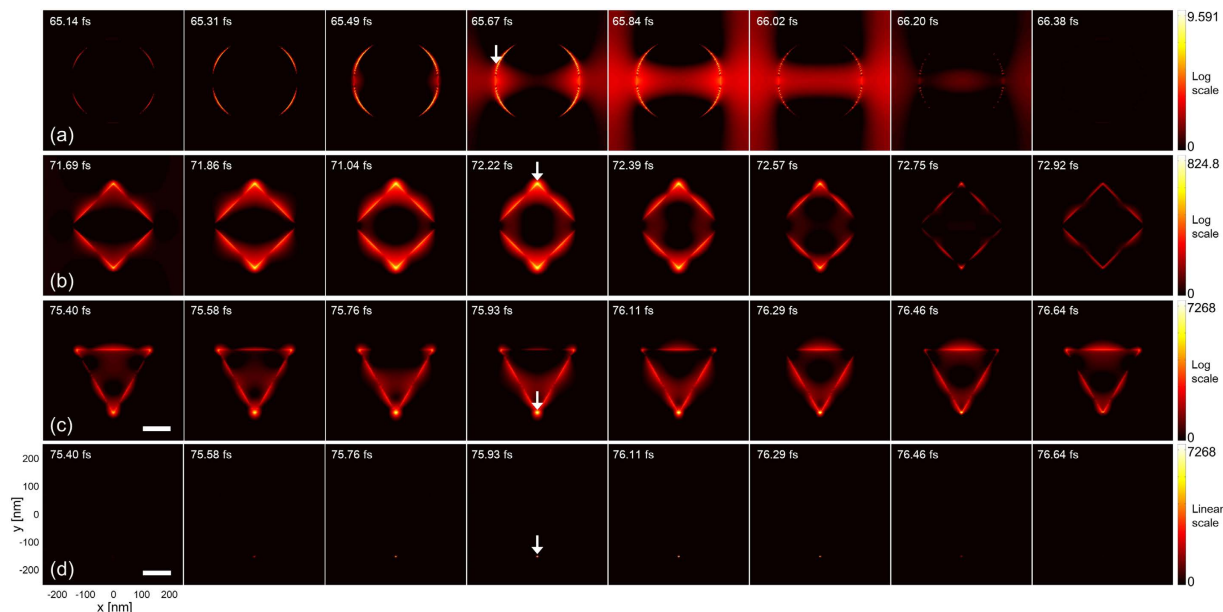 65.14 fs 65.31 fs 65.49 fs 65.67 fs 65.84 fs 66.02 fs 66.20 fs 66.38 fs 9.591
Log
scale
(a) 0
71.69 fs 71.86 fs 71.04 fs 72.22 fs 72.39 fs 72.57 fs 72.75 fs 72.92 fs 824.8
Log
scale
(b) 0
75.40 fs 75.58 fs 75.76 fs 75.93 fs 76.11 fs 76.29 fs 76.46 fs 76.64 fs 7268
Log
scale
(c) 0
75.40 fs 75.58 fs 75.76 fs 75.93 fs 76.11 fs 76.29 fs 76.46 fs 76.64 fs 7268
Linear
scale
(d) 0
y [nm]
200
100
0
-100
-200
-200 -100 0 100 200
x [nm]